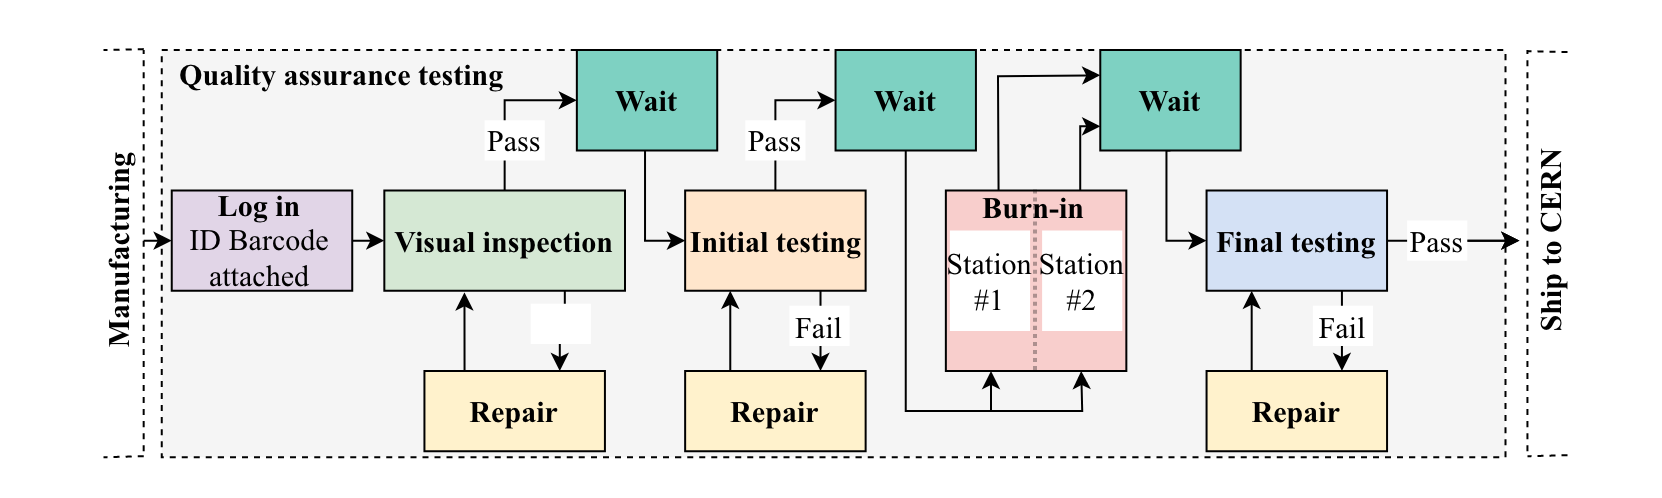 Manufacturing
Quality assurance testing
Log in
ID Barcode
attached
Visual inspection
Pass
Wait
Repair
Initial testing
Pass
Wait
Fail
Repair
Burn-in
Station
#1
Station
#2
Wait
Final testing
Pass
Fail
Repair
Ship to CERN